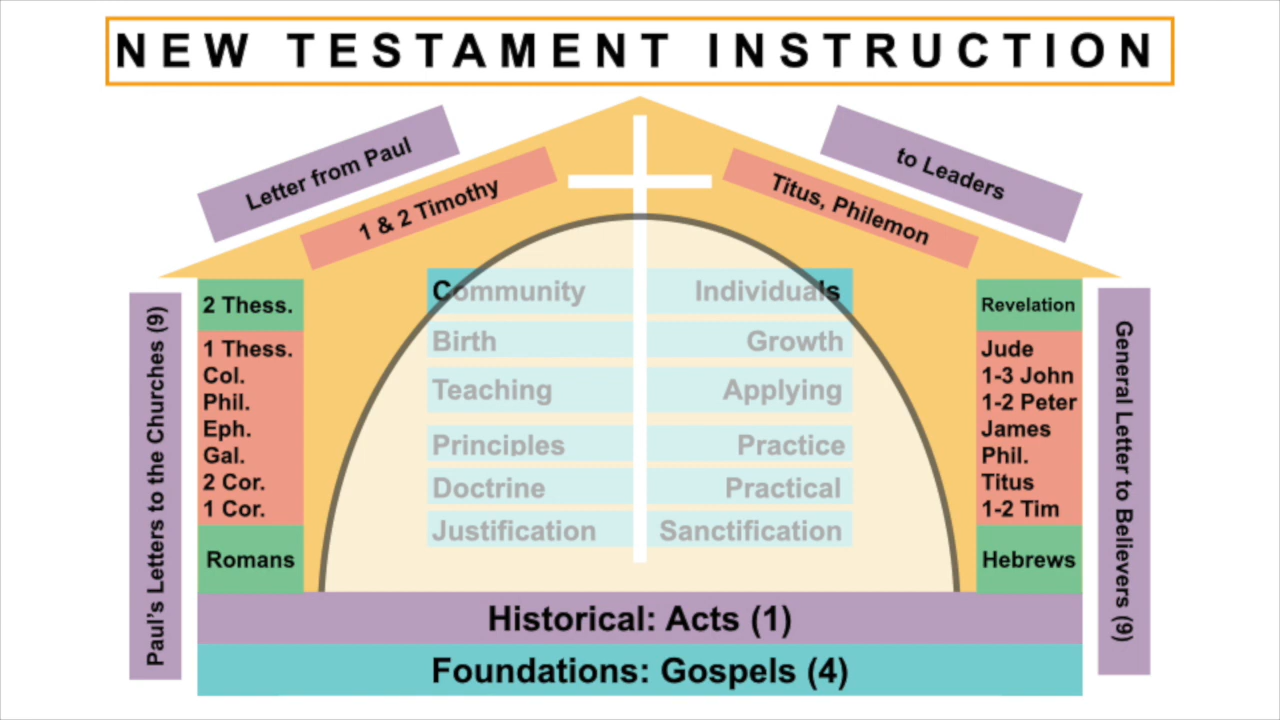 NEW TESTAMENT INSTRUCTION
Letter from Paul
to Leaders
1 & 2 Timothy
Titus, Philemon
Paul's Letters to the Churches (9)
2 Thess.
1 Thess.
Col.
Phil.
Eph.
Gal.
2 Cor.
1 Cor.
Romans
Community Individuals
Birth Growth
Teaching Applying
Principles Practice
Doctrine Practical
Justification Sanctification
Revelation
Jude
1-3 John
1-2 Peter
James
Phil.
Titus
1-2 Tim
Hebrews
General Letter to Believers (9)
Historical: Acts (1)
Foundations: Gospels (4)